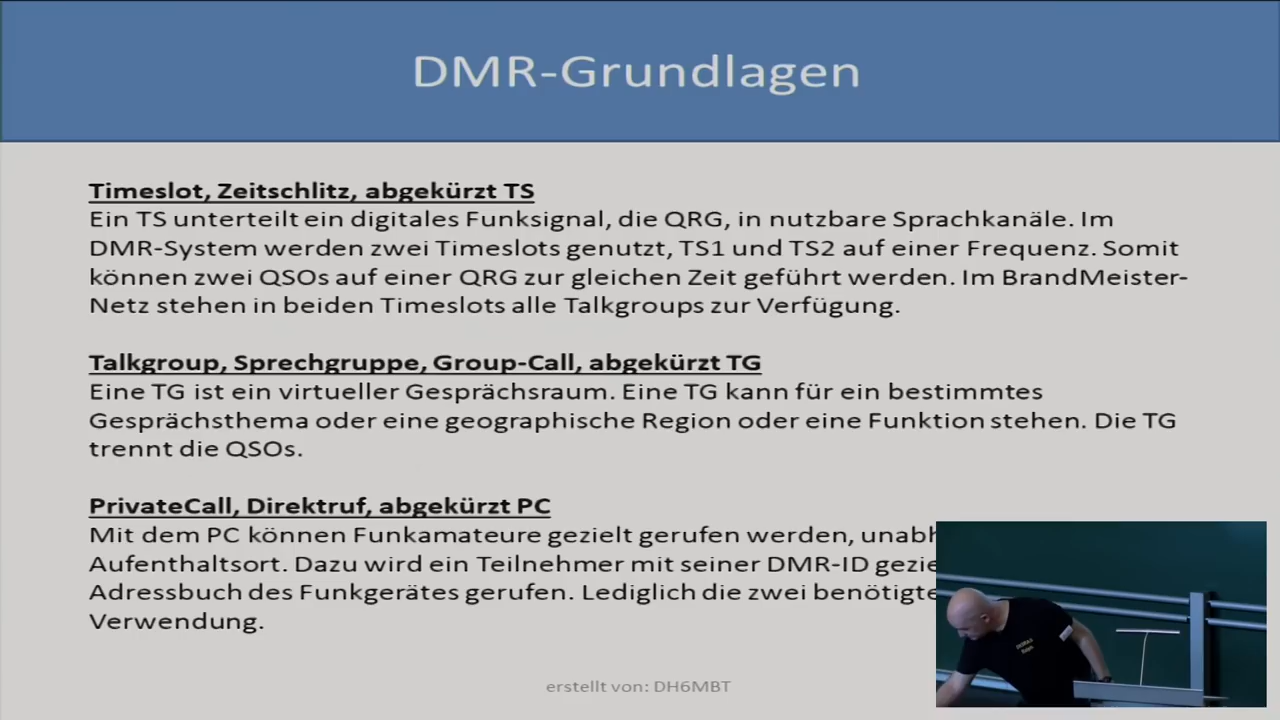 DMR-Grundlagen
Timeslot, Zeitschlitz, abgekürzt TS
Ein TS unterteilt ein digitales Funksignal, die QRG, in nutzbare Sprachkanäle. Im
DMR-System werden zwei Timeslots genutzt, TS1 und TS2 auf einer Frequenz. Somit
können zwei QSOs auf einer QRG zur gleichen Zeit geführt werden. Im BrandMeister-
Netz stehen in beiden Timeslots alle Talkgroups zur Verfügung.
Talkgroup, Sprechgruppe, Group-Call, abgekürzt TG
Eine TG ist ein virtueller Gesprächsraum. Eine TG kann für ein bestimmtes
Gesprächsthema oder eine geographische Region oder eine Funktion stehen. Die TG
trennt die QSOs.
PrivateCall, Direktruf, abgekürzt PC
Mit dem PC können Funkamateure gezielt gerufen werden,
Aufenthaltsort. Dazu wird ein Teilnehmer mit seiner DMR-ID
Adressbuch des Funkgerätes gerufen. Lediglich die zwei
Verwendung.
erstellt von: DH6MBT